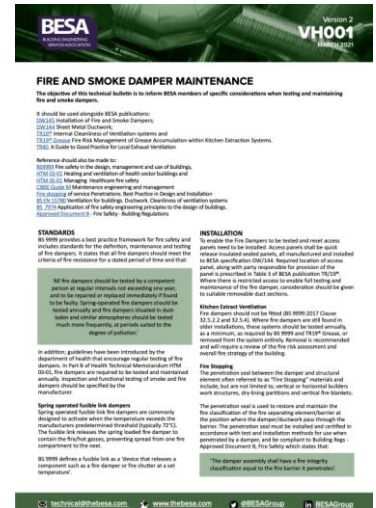 BESA
BUILDING ENGINEERING
SERVICES ASSOCIATION
Version 2
VH001
MARCH 2021
FIRE AND SMOKE DAMPER MAINTENANCE
The objective of this technical bulletin is to inform BESA members of specific considerations when testing and maintaining
fire and smoke dampers.
It should be used alongside BESA publications:
DW145 Installation of Fire and Smoke Dampers;
DW144 Sheet Metal Ductwork;
TR19® Internal Cleanliness of Ventilation systems and
TR19® Grease Fire Risk Management of Grease Accumulation within Kitchen Extraction Systems.
TR40 A Guide to Good Practice for Local Exhaust Ventilation
Reference should also be made to:
BS9999 Fire safety in the design, management and use of buildings,
HTM 03-01 Heating and ventilation of health sector buildings and
HTM 05-01 Managing Healthcare fire safety
CIBSE Guide M Maintenance engineering and management
Fire stopping of service Penetrations, Best Practice in Design and Installation
BS EN 15780 Ventilation for buildings. Ductwork. Cleanliness of ventilation systems
BS 7974 Application of fire safety engineering principles to the design of buildings.
Approved Document B - Fire Safety - Building Regulations
STANDARDS
BS 9999 provides a best practice framework for fire safety and
includes standards for the definition, maintenance and testing
of fire dampers. It states that all fire dampers should meet the
criteria of fire resistance for a stated period of time and that:
'All fire dampers should be tested by a competent
person at regular intervals not exceeding one year,
and to be repaired or replaced immediately if found
to be faulty. Spring-operated fire dampers should be
tested annually and fire dampers situated in dust-
laden and similar atmospheres should be tested
much more frequently, at periods suited to the
degree of pollution.'
In addition; guidelines have been introduced by the
department of health that encourage regular testing of fire
dampers. In Part B of Health Technical Memorandum HTM
03-01, fire dampers are required to be tested and maintained
annually. Inspection and functional testing of smoke and fire
dampers should be specified by the
manufacturer.
Spring operated fusible link dampers
Spring operated fusible link fire dampers are commonly
designed to activate when the temperature exceeds the
manufacturers predetermined threshold (typically 72°C).
The fusible link releases the spring loaded fire damper to
contain the fire/hot gasses, preventing spread from one fire
compartment to the next.
BS 9999 defines a fusible link as a 'device that releases a
component such as a fire damper or fire shutter at a set
temperature'.
INSTALLATION
To enable the Fire Dampers to be tested and reset access
panels need to be installed. Access panels shall be quick
release insulated sealed panels, all manufactured and installed
to BESA specification DW/144. Required location of access
panel, along with party responsible for provision of the
panel is prescribed in Table 3 of BESA publication TR/19®.
Where there is restricted access to enable full testing and
maintenance of the fire damper, consideration should be given
to suitable removable duct sections.
Kitchen Extract Ventilation
Fire dampers should not be fitted (BS 9999:2017 Clause
32.5.2.2 and 32.5.4). Where fire dampers are still found in
older installations, these systems should be tested annually,
as a minimum, as required by BS 9999 and TR19® Grease, or
removed from the system entirely. Removal is recommended
and will require a review of the fire risk assessment and
overall fire strategy of the building.
Fire Stopping
The penetration seal between the damper and structural
element often referred to as "Fire Stopping" materials and
include, but are not limited to, vertical or horizontal builders
work structures, dry-lining partitions and vertical fire blankets.
The penetration seal is used to restore and maintain the
fire classification of the fire separating element/barrier at
the position where the damper/ductwork pass through the
barrier. The penetration seal must be installed and certified in
accordance with test and installation methods for use when
penetrated by a damper, and be compliant to Building Regs -
Approved Document B, Fire Safety which states that:
'The damper assembly shall have a fire integrity
classification equal to the fire barrier it penetrates'.
technical@thebesa.com
www.thebesa.com
@BESAGroup
BESAGroup